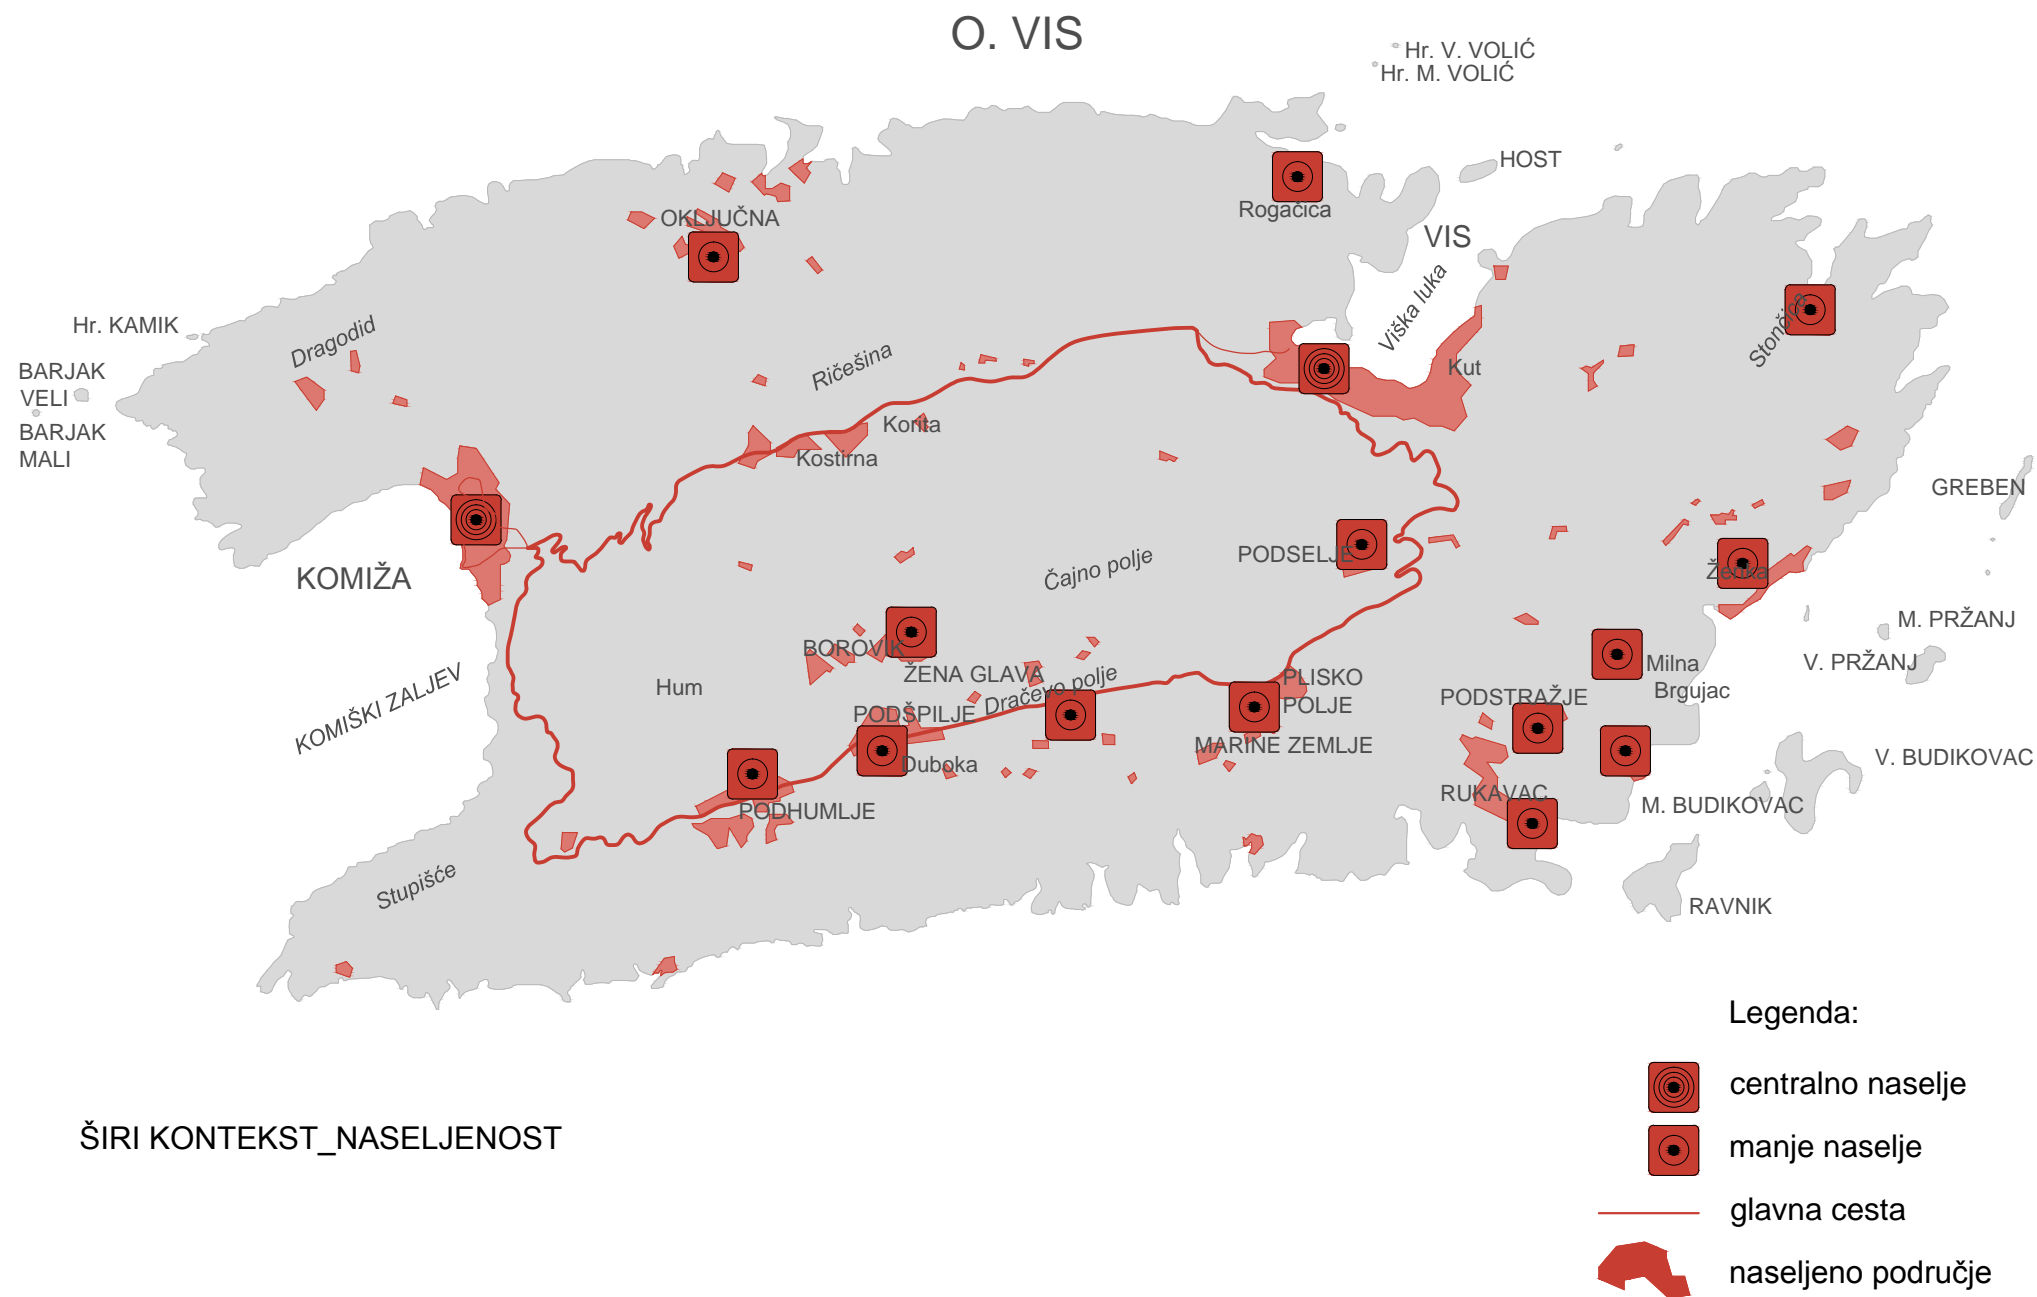 O. VIS
Hr. V. VOLIĆ
Hr. M. VOLIĆ
HOST
Rogačica
OKLJUČNA
VIS
Viška luka
Stončica
Hr. KAMIK
Dragodid
Ričešina
BARJAK
VELI
BARJAK
MALI
Kut
Korita
Kostirna
GREBEN
KOMIŽA
Čajno polje
PODSELJE
Ženka
M. PRŽANJ
V. PRŽANJ
BOROVIK
ŽENA GLAVA
Hum
KOMIŠKI ZALJEV
Dračevo polje
PLISKO
POLJE
Milna
Brgujac
PODSTRAŽJE
PODŠPILJE
MARINE ZEMLJE
Duboka
V. BUDIKOVAC
PODHUMLJE
RUKAVAC
M. BUDIKOVAC
Stupišće
RAVNIK
Legenda:
centralno naselje
manje naselje
glavna cesta
naseljeno područje
ŠIRI KONTEKST_NASELJENOST